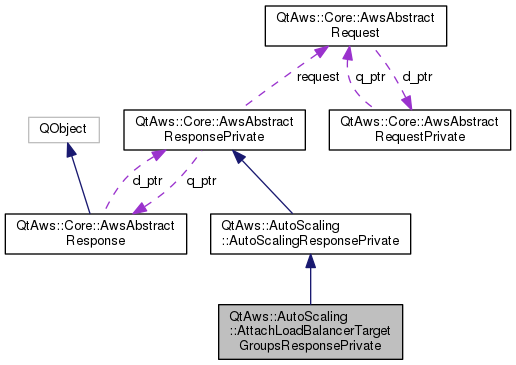 QtAws::Core::AwsAbstract
Request
request
q_ptr
d_ptr
QObject
QtAws::Core::AwsAbstract
ResponsePrivate
QtAws::Core::AwsAbstract
RequestPrivate
d_ptr
q_ptr
QtAws::Core::AwsAbstract
Response
QtAws::AutoScaling
::AutoScalingResponsePrivate
QtAws::AutoScaling
::AttachLoadBalancerTarget
GroupsResponsePrivate